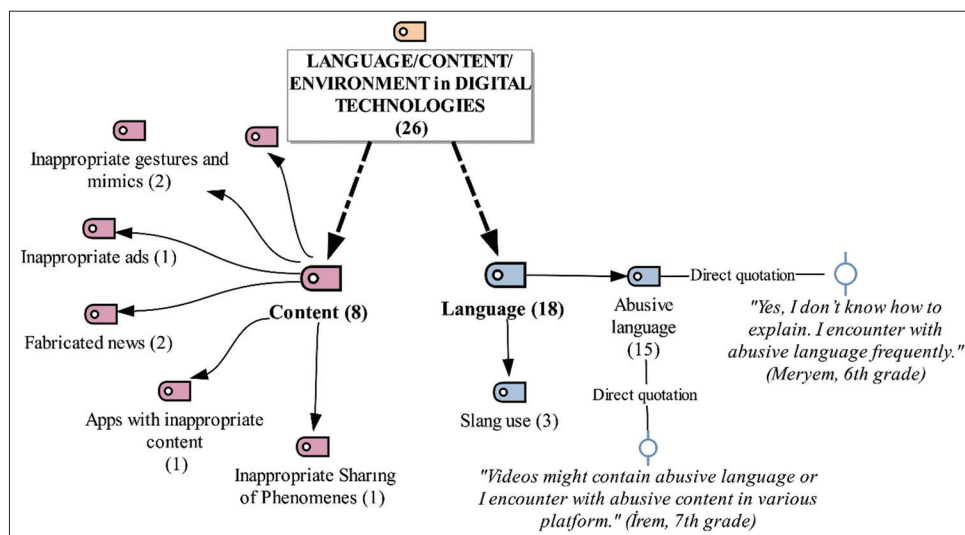 LANGUAGE/CONTENT/
ENVIRONMENT in DIGITAL
TECHNOLOGIES
(26)
Inappropriate gestures and
mimics (2)
Inappropriate ads (1)
Fabricated news (2)
Apps with inappropriate
content
(1)
Inappropriate Sharing
of Phenomenes (1)
Content (8)
Language (18)
Slang use (3)
Abusive
language
(15)
Direct quotation
"Yes, I don't know how to
explain. I encounter with
abusive language frequently."
(Meryem, 6th grade)
Direct quotation
"Videos might contain abusive language or
I encounter with abusive content in various
platform." (İrem, 7th grade)